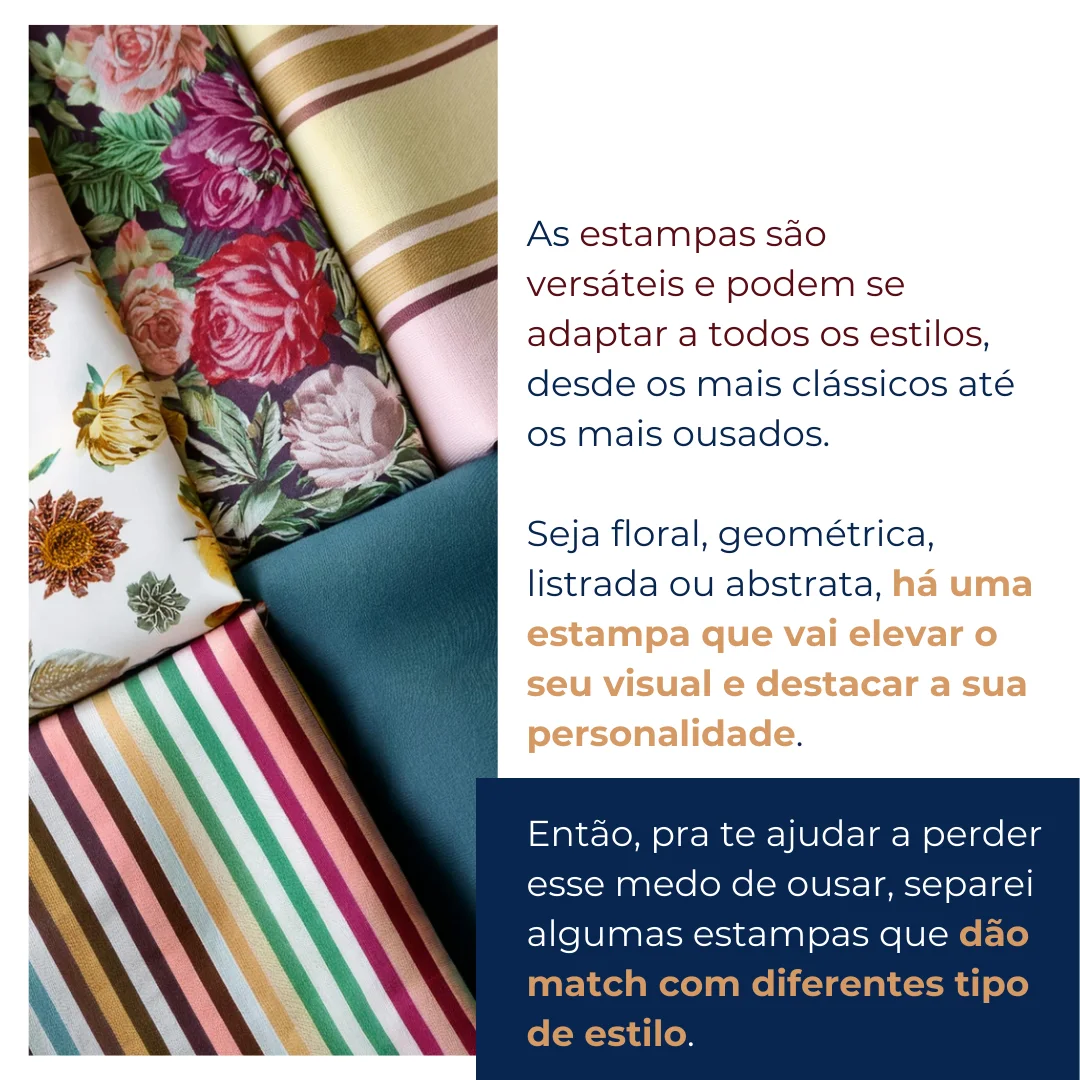 As estampas são
versáteis e podem se
adaptar a todos os estilos,
desde os mais clássicos até
os mais ousados.
Seja floral, geométrica,
listrada ou abstrata, há uma
estampa que vai elevar o
seu visual e destacar a sua
personalidade.
Então, pra te ajudar a perder
esse medo de ousar, separei
algumas estampas que dão
match com diferentes tipo
de estilo.